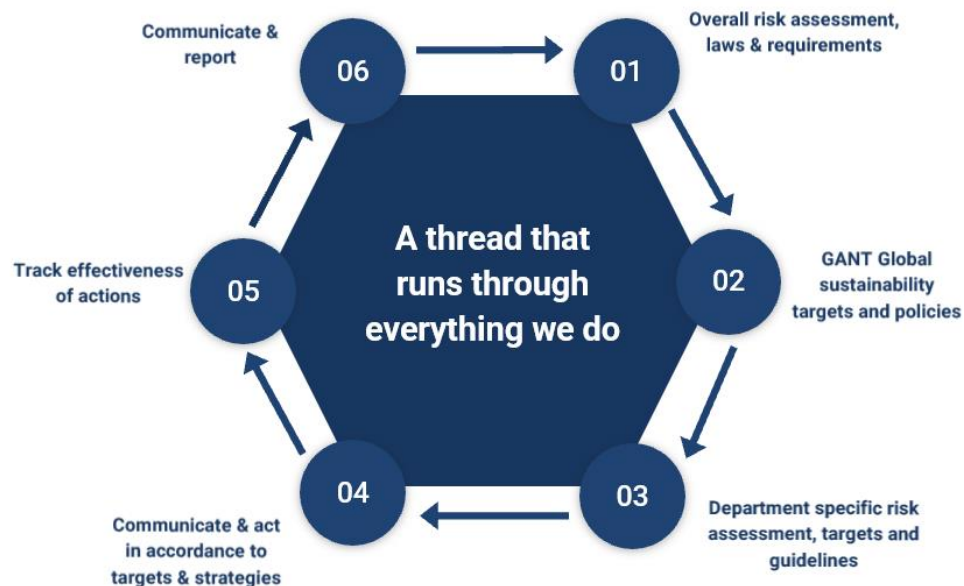 01
Overall risk assessment,
laws & requirements
02
GANT Global
sustainability
targets and policies
03
Department specific risk
assessment, targets and
guidelines
04
Communicate & act
in accordance to
targets & strategies
05
Track effectiveness
of actions
06
Communicate &
report
A thread that
runs through
everything we do